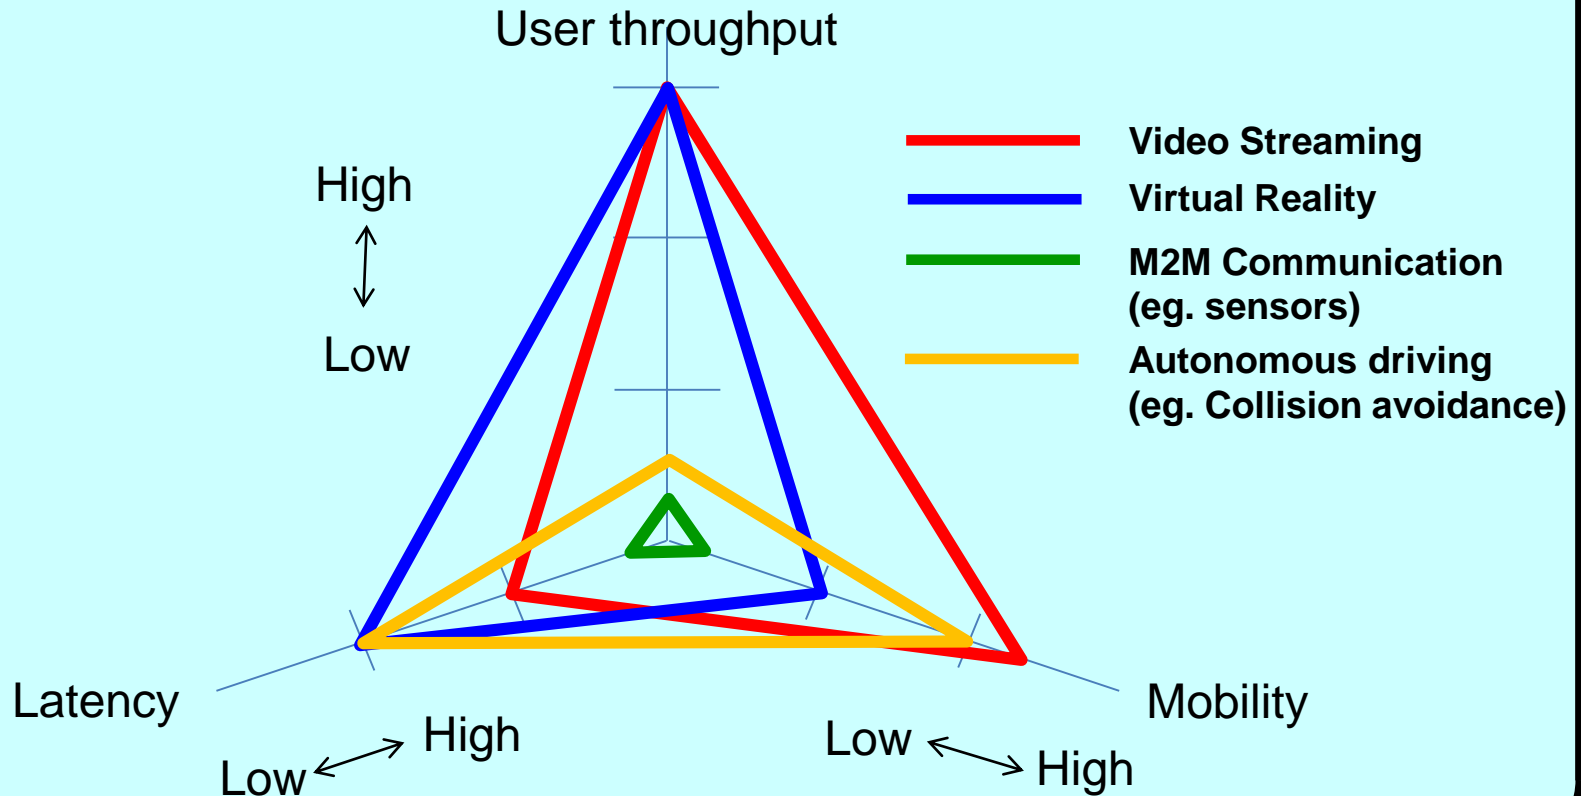 User throughput
High
Low
Video Streaming
Virtual Reality
M2M Communication
(eg. sensors)
Autonomous driving
(eg. Collision avoidance)
Latency
Mobility
High
Low
Low
High